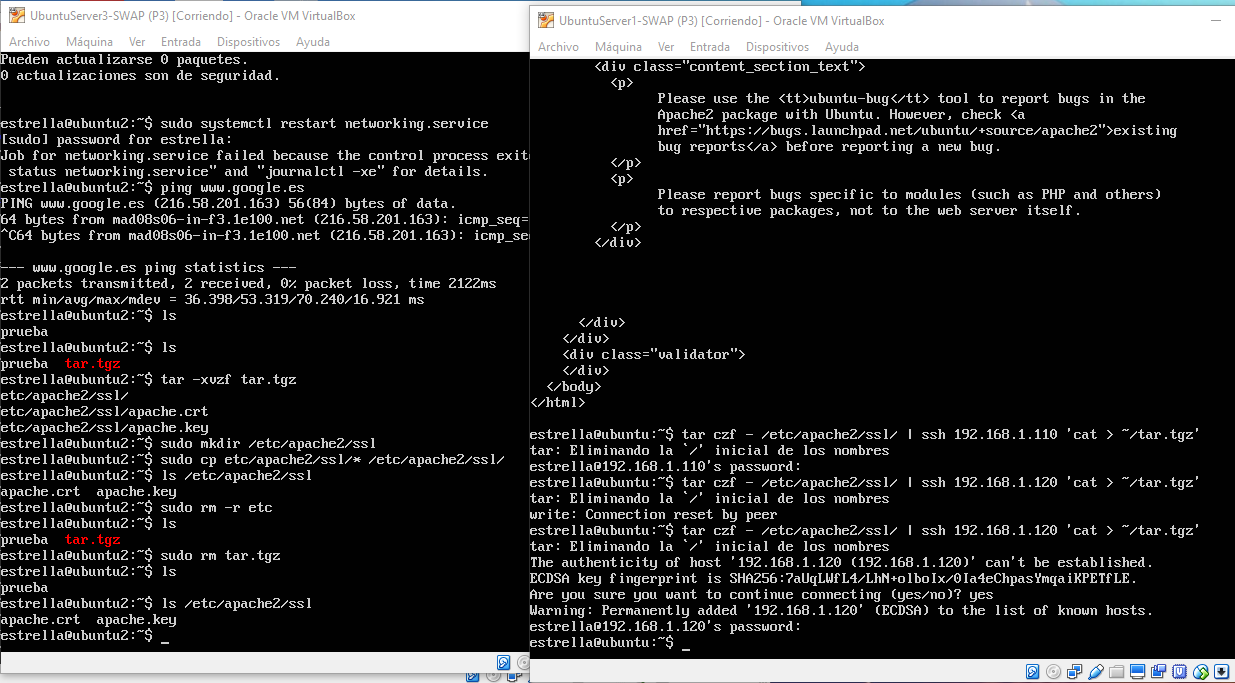 UbuntuServer3-SWAP (P3) [Corriendo] - Oracle VM VirtualBox
Archivo Máquina Ver Entrada Dispositivos Ayuda
Pueden actualizarse 0 paquetes.
0 actualizaciones son de seguridad.
estrella@ubuntu2:~$ sudo systemctl restart networking.service
[sudo] password for estrella:
Job for networking.service failed because the control process exit
 status networking.service" and "journalctl -xe" for details.
estrella@ubuntu2:~$ ping www.google.es
PING www.google.es (216.58.201.163) 56(84) bytes of data.
64 bytes from mad08s06-in-f3.1e100.net (216.58.201.163): icmp_seq=
^C64 bytes from mad08s06-in-f3.1e100.net (216.58.201.163): icmp_se
--- www.google.es ping statistics ---
2 packets transmitted, 2 received, 0% packet loss, time 2122ms
rtt min/avg/max/mdev = 36.398/53.319/70.240/16.921 ms
estrella@ubuntu2:~$ ls
prueba
estrella@ubuntu2:~$ ls
prueba  tar.tgz
estrella@ubuntu2:~$ tar -xvzf tar.tgz
etc/apache2/ssl/
etc/apache2/ssl/apache.crt
etc/apache2/ssl/apache.key
estrella@ubuntu2:~$ sudo mkdir /etc/apache2/ssl
estrella@ubuntu2:~$ sudo cp etc/apache2/ssl/* /etc/apache2/ssl/
estrella@ubuntu2:~$ ls /etc/apache2/ssl
apache.crt  apache.key
estrella@ubuntu2:~$ sudo rm -r etc
estrella@ubuntu2:~$ ls
prueba  tar.tgz
estrella@ubuntu2:~$ sudo rm tar.tgz
estrella@ubuntu2:~$ ls
prueba
estrella@ubuntu2:~$ ls /etc/apache2/ssl
apache.crt  apache.key
estrella@ubuntu2:~$ _
UbuntuServer1-SWAP (P3) [Corriendo] - Oracle VM VirtualBox
Archivo Máquina Ver Entrada Dispositivos Ayuda
<div class="content_section_text">
<p>
Please use the <tt>ubuntu-bug</tt> tool to report bugs in the
Apache2 package with Ubuntu. However, check <a
href="https://bugs.launchpad.net/ubuntu/+source/apache2">existing
bug reports</a> before reporting a new bug.
</p>
<p>
Please report bugs specific to modules (such as PHP and others)
to respective packages, not to the web server itself.
</p>
</div>
</div>
</div>
<div class="validator">
</div>
</body>
</html>
estrella@ubuntu:~$ tar czf - /etc/apache2/ssl/ | ssh 192.168.1.110 'cat > ~/tar.tgz'
tar: Eliminando la `/' inicial de los nombres
estrella@192.168.1.110's password:
estrella@ubuntu:~$ tar czf - /etc/apache2/ssl/ | ssh 192.168.1.120 'cat > ~/tar.tgz'
tar: Eliminando la `/' inicial de los nombres
write: Connection reset by peer
estrella@ubuntu:~$ tar czf - /etc/apache2/ssl/ | ssh 192.168.1.120 'cat > ~/tar.tgz'
tar: Eliminando la `/' inicial de los nombres
The authenticity of host '192.168.1.120 (192.168.1.120)' can't be established.
ECDSA key fingerprint is SHA256:7aUqLWfL4/LhN+olboIx/0Ia4eChpasYmqaiKPETfLE.
Are you sure you want to continue connecting (yes/no)? yes
Warning: Permanently added '192.168.1.120' (ECDSA) to the list of known hosts.
estrella@192.168.1.120's password:
estrella@ubuntu:~$ _